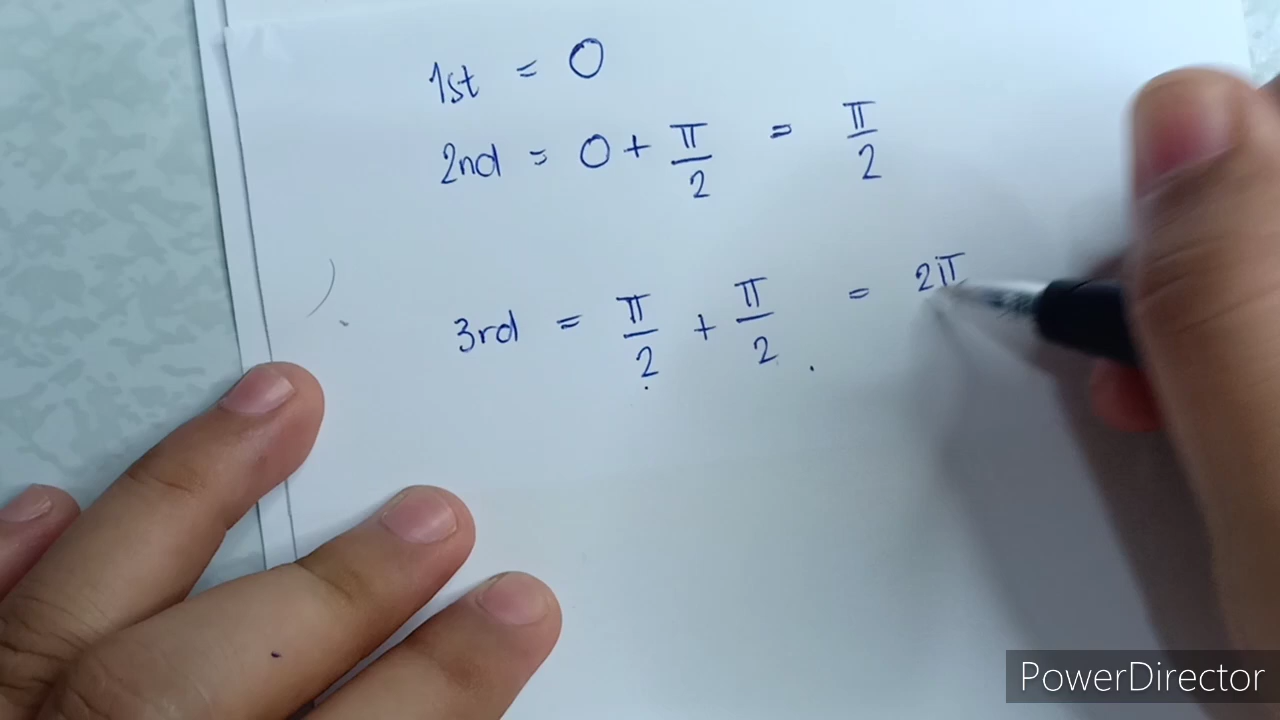 1st = 0
2nd = 0 + π/2 = π/2
3rd = π/2 + π/2 = 2π
PowerDirector